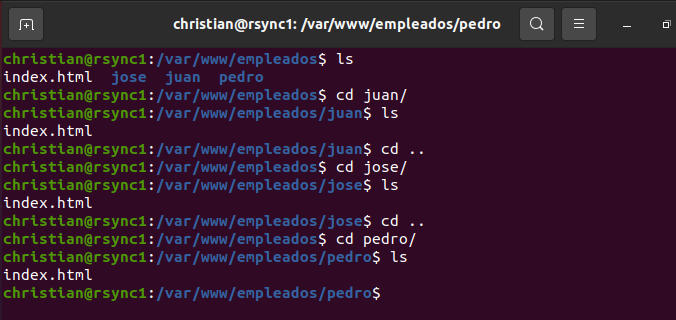 christian@rsync1: /var/www/empleados/pedro
christian@rsync1:/var/www/empleados$ ls
index.html  jose  juan  pedro
christian@rsync1:/var/www/empleados$ cd juan/
christian@rsync1:/var/www/empleados/juan$ ls
index.html
christian@rsync1:/var/www/empleados/juan$ cd ..
christian@rsync1:/var/www/empleados$ cd jose/
christian@rsync1:/var/www/empleados/jose$ ls
index.html
christian@rsync1:/var/www/empleados/jose$ cd ..
christian@rsync1:/var/www/empleados$ cd pedro/
christian@rsync1:/var/www/empleados/pedro$ ls
index.html
christian@rsync1:/var/www/empleados/pedro$